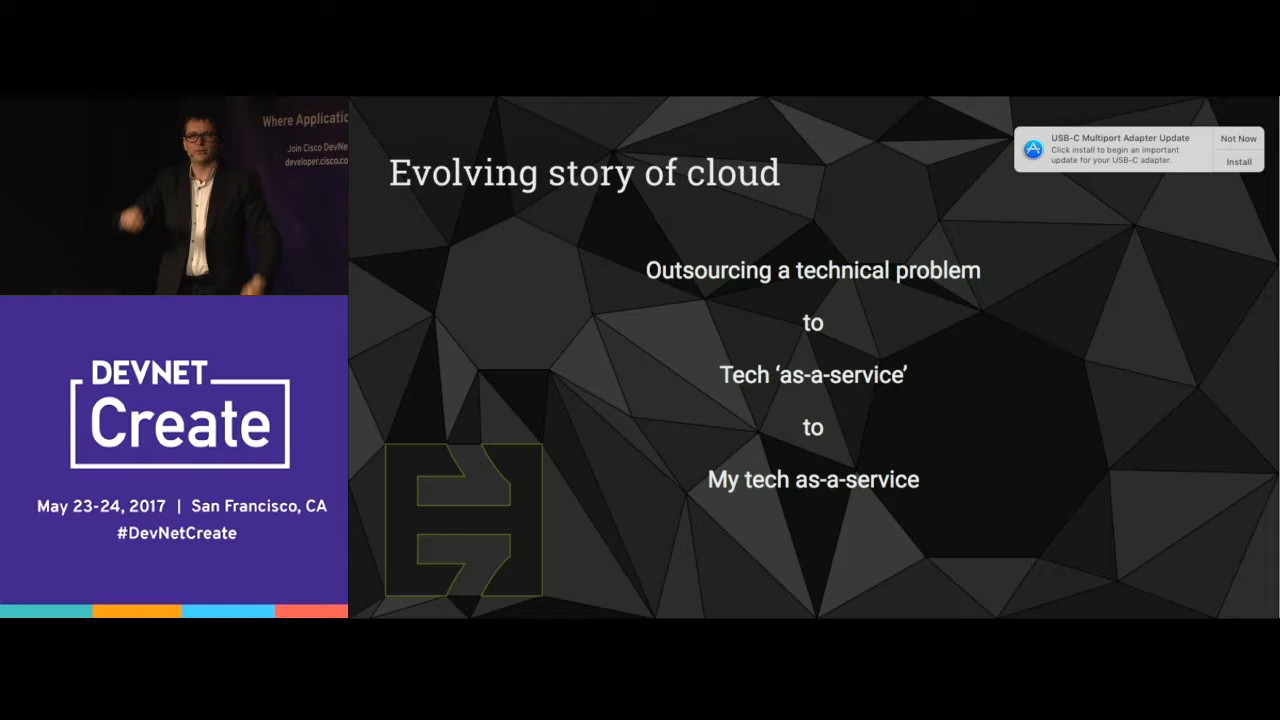 Where Applicatio
Join Cisco DevNe
developer.cisco.co
DEVNET
Create
May 23-24, 2017 | San Francisco, CA
#DevNetCreate
Evolving story of cloud
Outsourcing a technical problem
to
Tech ‘as-a-service’
to
My tech as-a-service
USB-C Multiport Adapter Update
Click install to begin an important
update for your USB-C adapter.
Not Now
Install